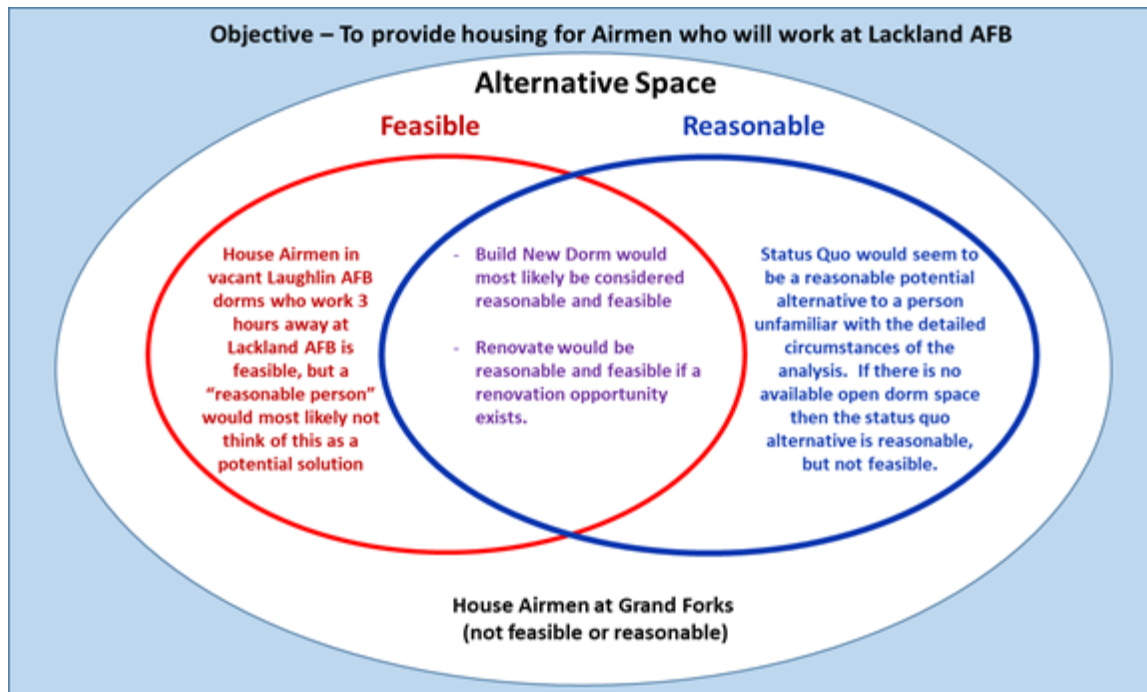 Objective – To provide housing for Airmen who will work at Lackland AFB
Alternative Space
Feasible
Reasonable
House Airmen in
vacant Laughlin AFB
dorms who work 3
hours away at
Lackland AFB is
feasible, but a
“reasonable person”
would most likely not
think of this as a
potential solution
- Build New Dorm would
most likely be considered
reasonable and feasible
- Renovate would be
reasonable and feasible if a
renovation opportunity
exists.
Status Quo would seem to
be a reasonable potential
alternative to a person
unfamiliar with the detailed
circumstances of the
analysis.  If there is no
available open dorm space
then the status quo
alternative is reasonable,
but not feasible.
House Airmen at Grand Forks
(not feasible or reasonable)